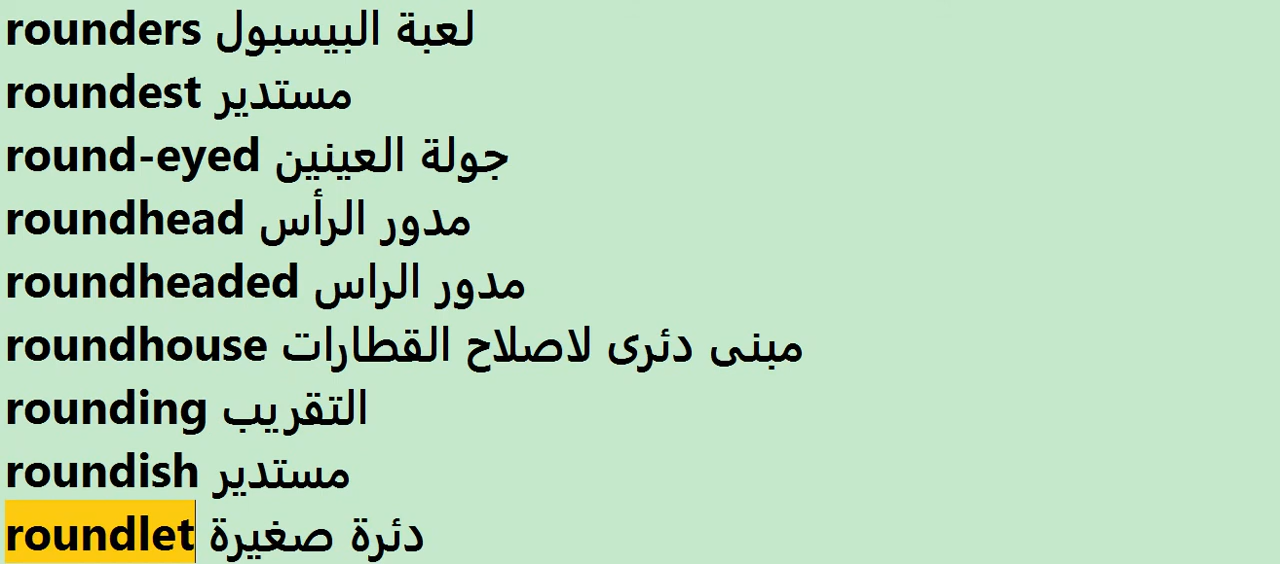 rounders لعبة البيسبول
roundest مستدير
round-eyed جولة العينين
roundhead مدور الرأس
roundheaded مدور الراس
roundhouse مبنى دئرى لاصلاح القطارات
rounding التقريب
roundish مستدير
roundlet دئرة صغيرة